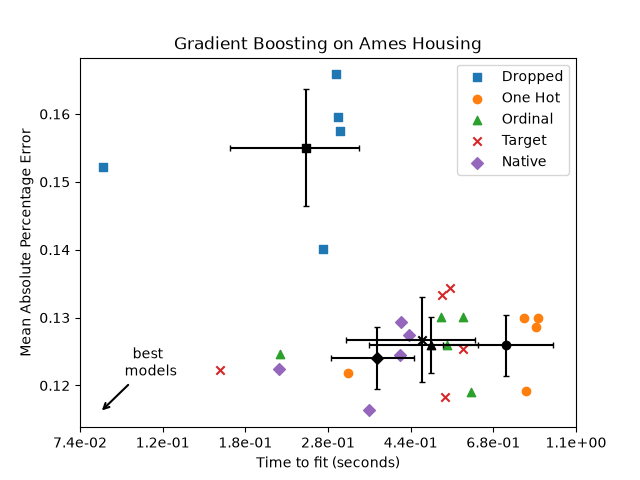 Gradient Boosting on Ames Housing
Mean Absolute Percentage Error
0.16
0.15
0.14
0.13
0.12
Dropped
One Hot
Ordinal
Target
Native
best
models
7.4e-02
1.2e-01
1.8e-01
2.8e-01
4.4e-01
6.8e-01
1.1e+00
Time to fit (seconds)